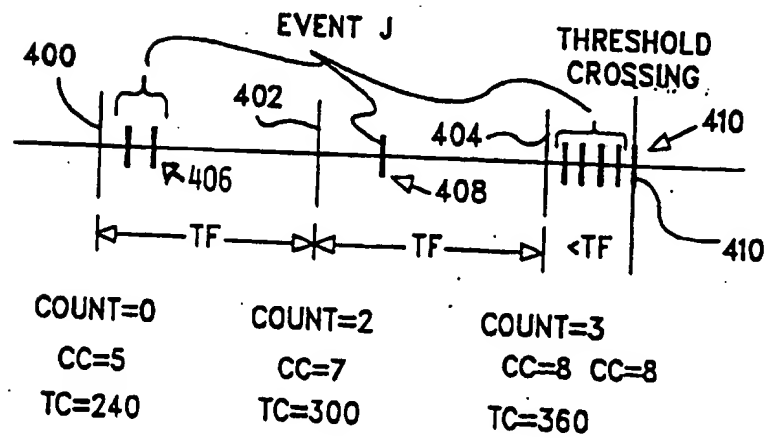 EVENT J
THRESHOLD
CROSSING
400
402
404
410
406
408
410
TF
TF
<TF
COUNT=0
COUNT=2
COUNT=3
CC=5
CC=7
CC=8 CC=8
TC=240
TC=300
TC=360